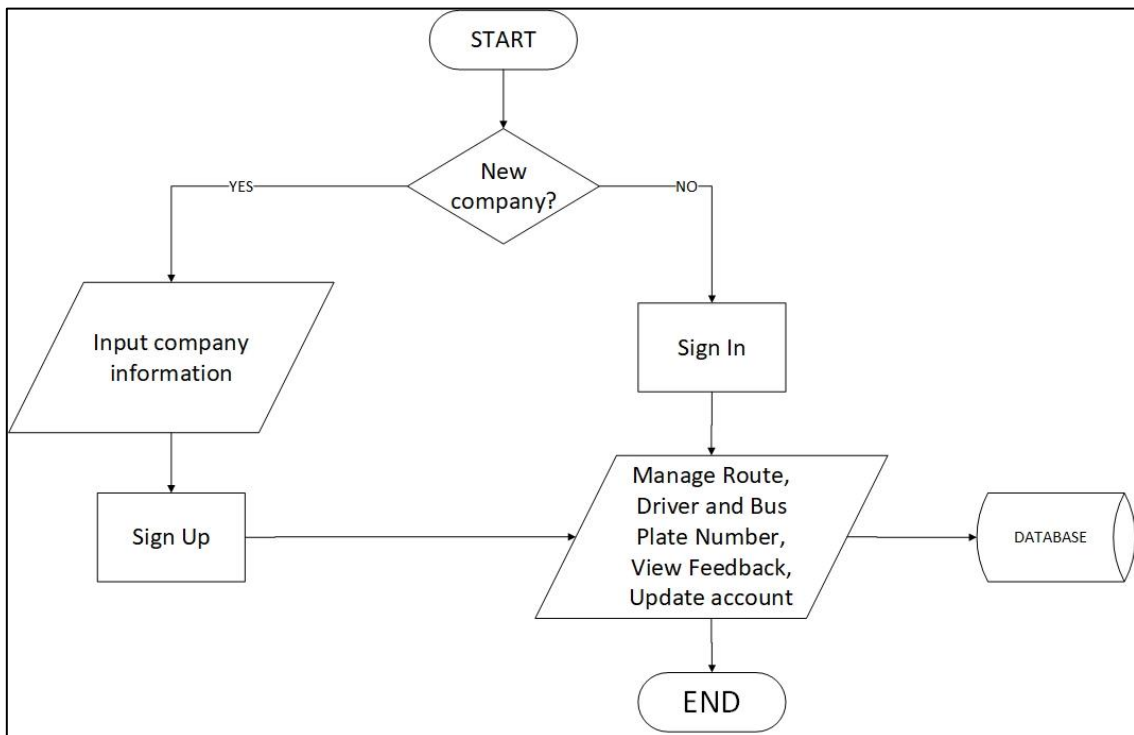 START
New
company?
YES
NO
Input company
information
Sign In
Manage Route,
Driver and Bus
Plate Number,
View Feedback,
Update account
Sign Up
DATABASE
END